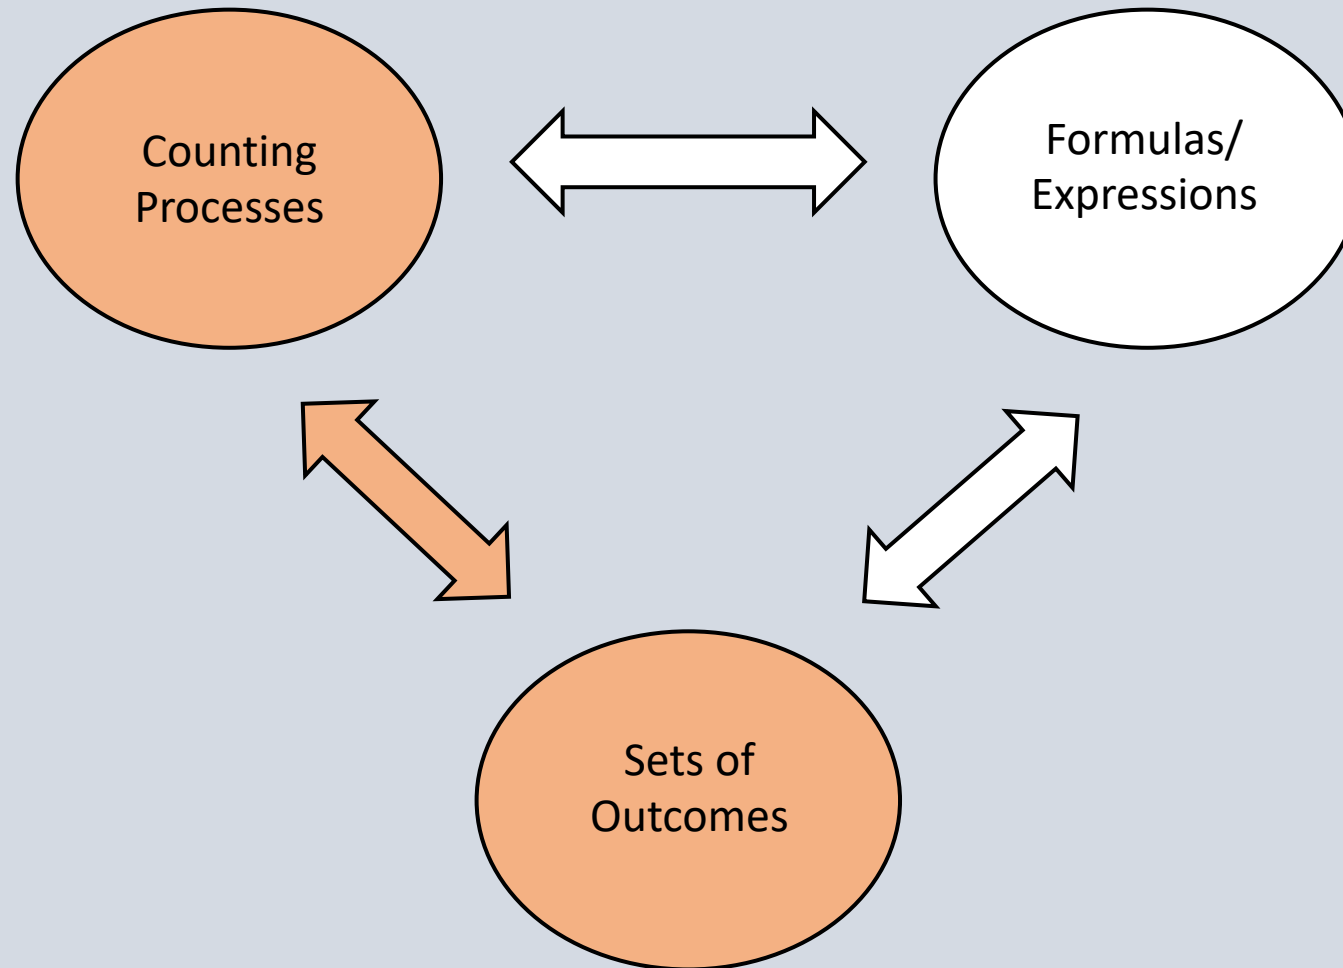 Counting
Processes
Formulas/
Expressions
Sets of
Outcomes